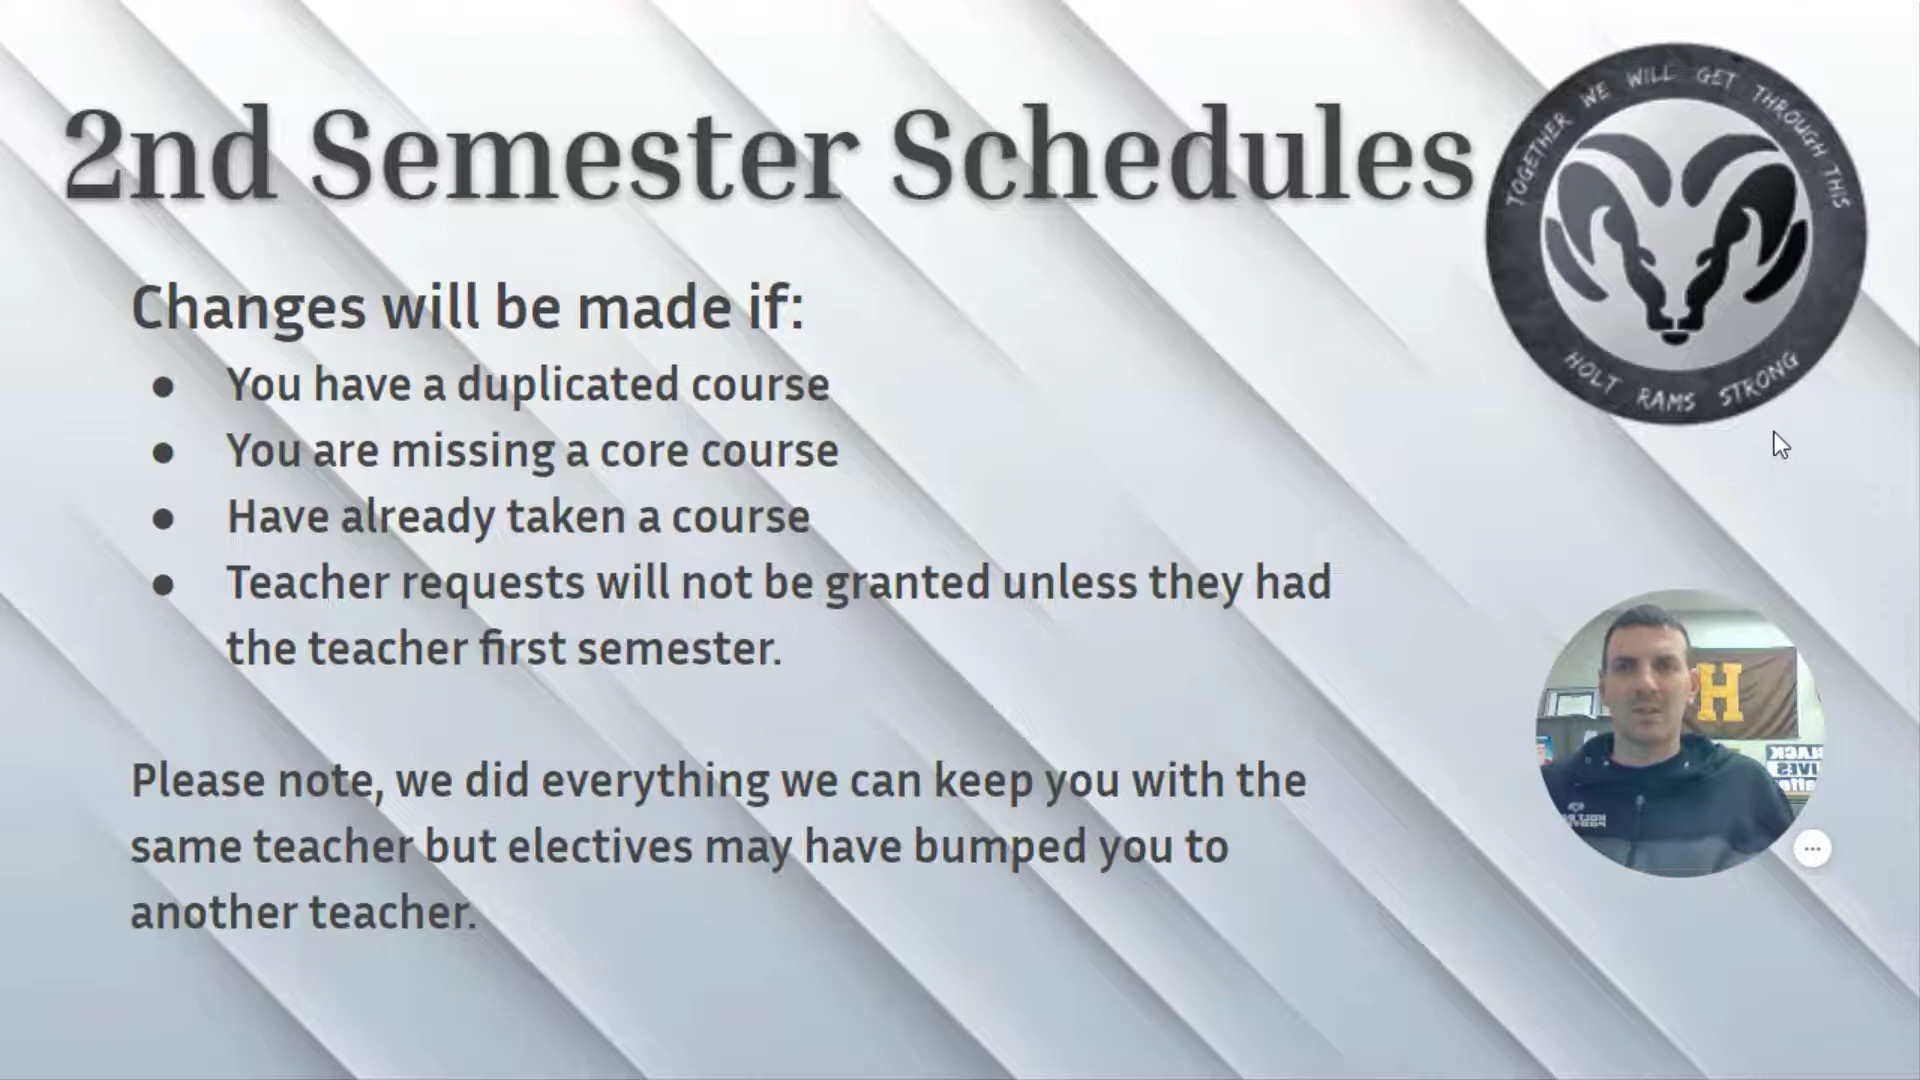 2nd Semester Schedules
TOGETHER WE WILL GET THROUGH THIS
HOLT RAMS STRONG
Changes will be made if:
● You have a duplicated course
● You are missing a core course
● Have already taken a course
● Teacher requests will not be granted unless they had
the teacher first semester.
Please note, we did everything we can keep you with the
same teacher but electives may have bumped you to
another teacher.
H
LIVES